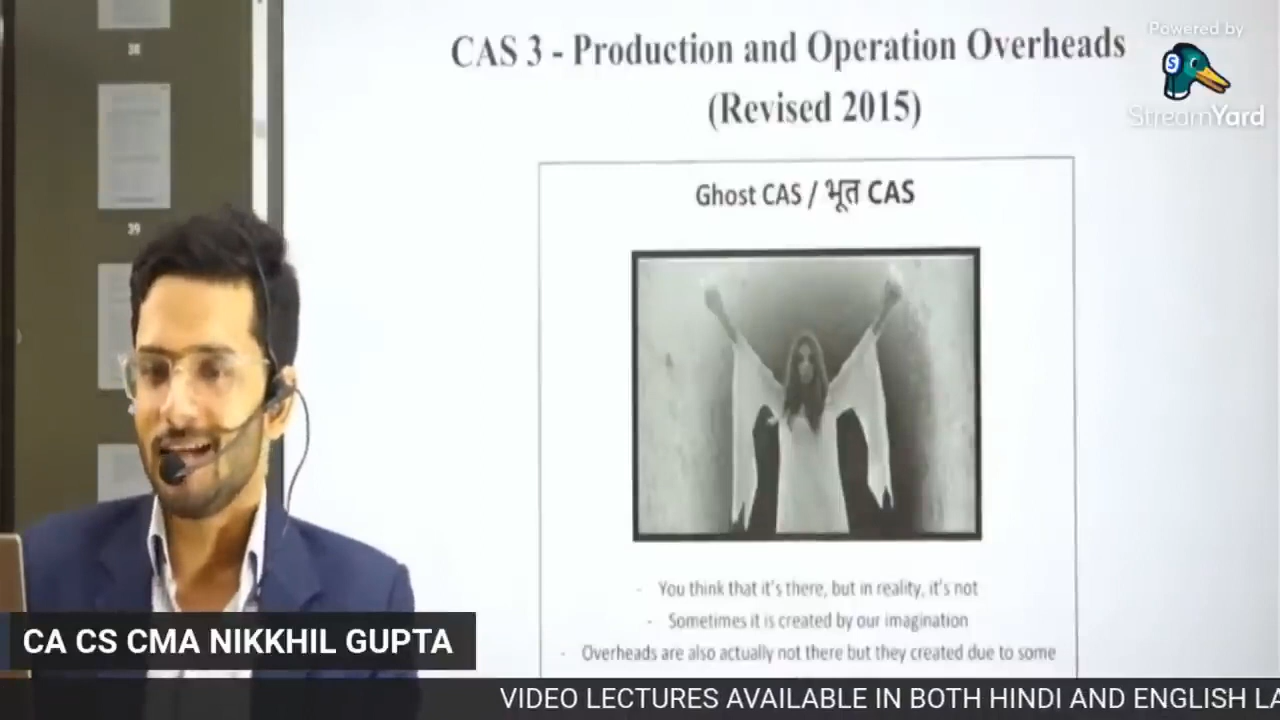 38
39
CAS 3 - Production and Operation Overheads
(Revised 2015)
Powered by
S
StreamYard
Ghost CAS / भूत CAS
- You think that it's there, but in reality, it's not
- Sometimes it is created by our imagination
- Overheads are also actually not there but they created due to some
CA CS CMA NIKKHIL GUPTA
VIDEO LECTURES AVAILABLE IN BOTH HINDI AND ENGLISH LA